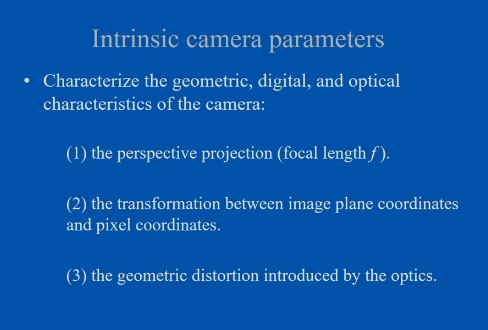 Intrinsic camera parameters
• Characterize the geometric, digital, and optical
characteristics of the camera:
(1) the perspective projection (focal length f ).
(2) the transformation between image plane coordinates
and pixel coordinates.
(3) the geometric distortion introduced by the optics.